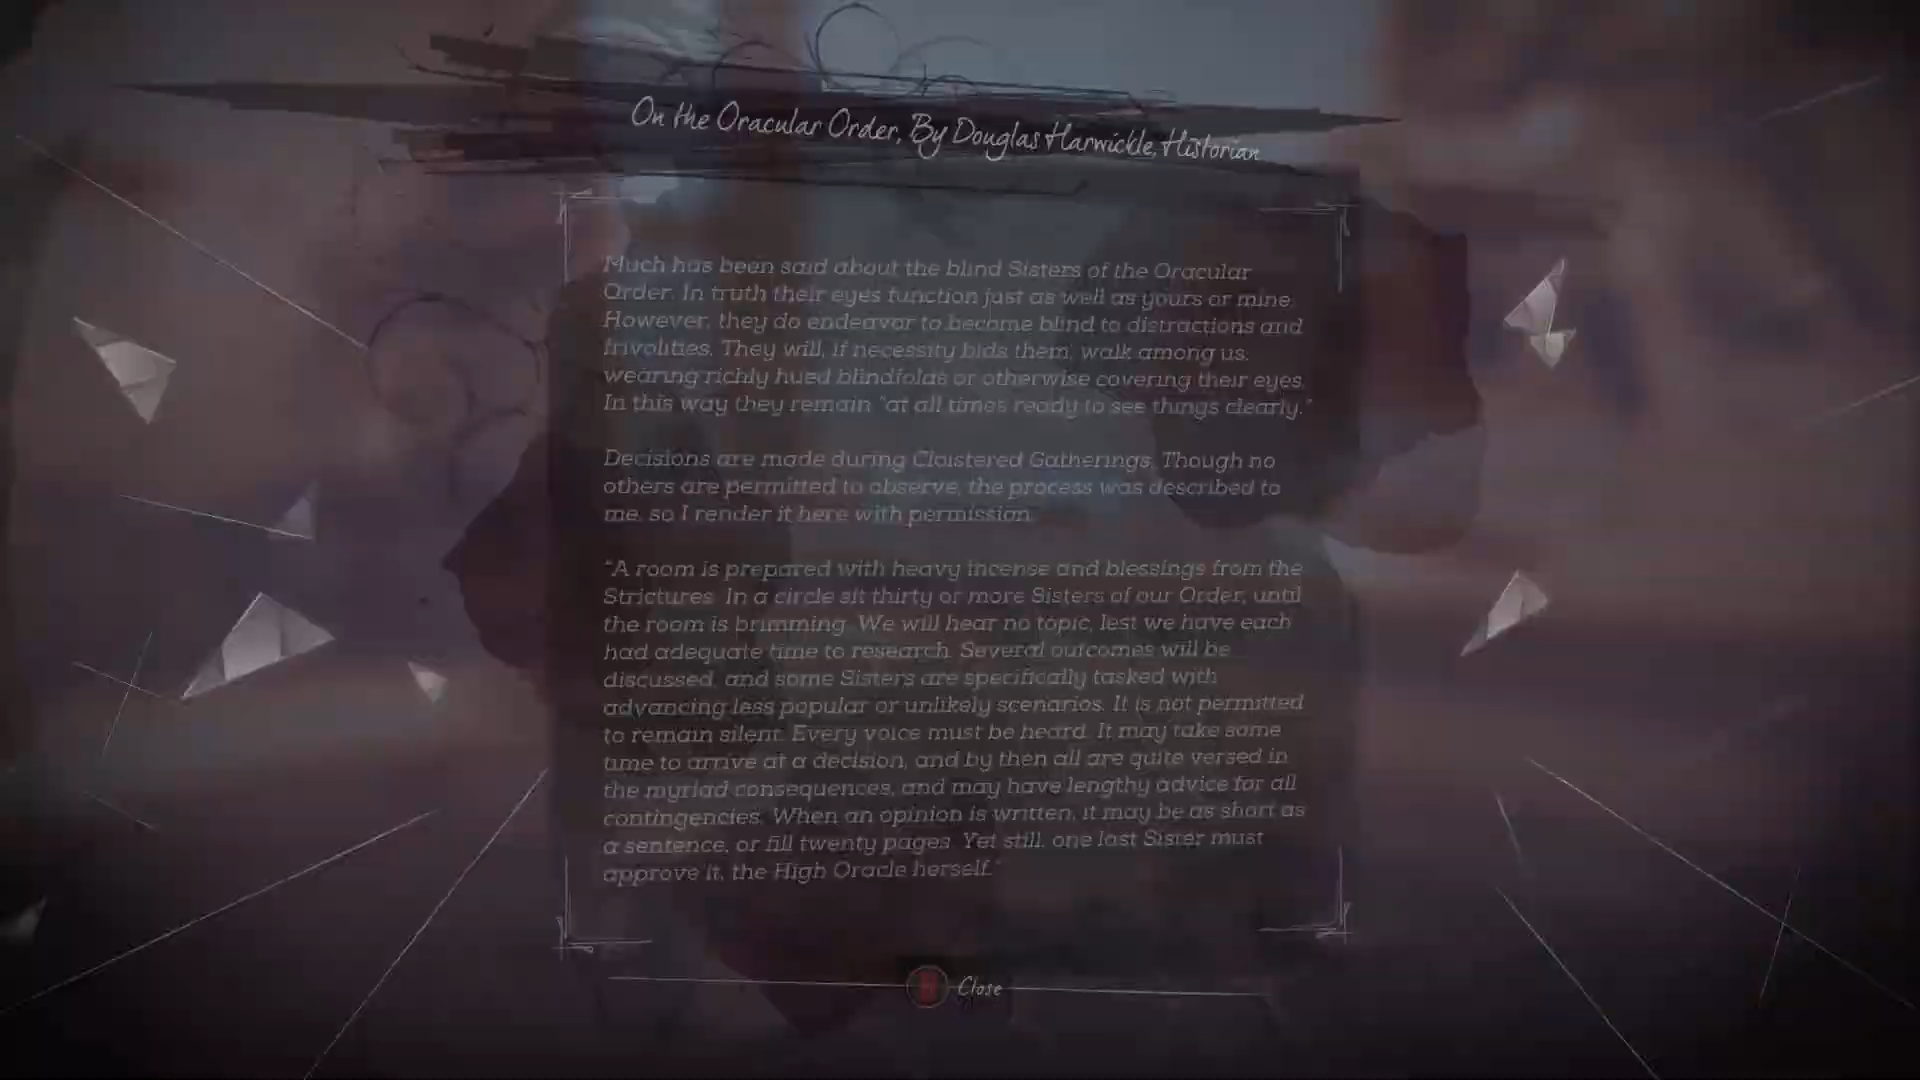 On the Oracular Order, By Douglas Harwickle, Historian
Much has been said about the blind Sisters of the Oracular
Order. In truth their eyes function just as well as yours or mine.
However, they do endeavor to become blind to distractions and
frivolities. They will, if necessity bids them, walk among us,
wearing richly hued blindfolds or otherwise covering their eyes.
In this way they remain "at all times ready to see things clearly."
Decisions are made during Cloistered Gatherings. Though no
others are permitted to observe, the process was described to
me, so I render it here with permission.
"A room is prepared with heavy incense and blessings from the
Strictures. In a circle sit thirty or more Sisters of our Order, until
the room is brimming. We will hear no topic, lest we have each
had adequate time to research. Several outcomes will be
discussed, and some Sisters are specifically tasked with
advancing less popular or unlikely scenarios. It is not permitted
to remain silent. Every voice must be heard. It may take some
time to arrive at a decision, and by then all are quite versed in
the myriad consequences, and may have lengthy advice for all
contingencies. When an opinion is written, it may be as short as
a sentence, or fill twenty pages. Yet still, one last Sister must
approve it, the High Oracle herself."
Close